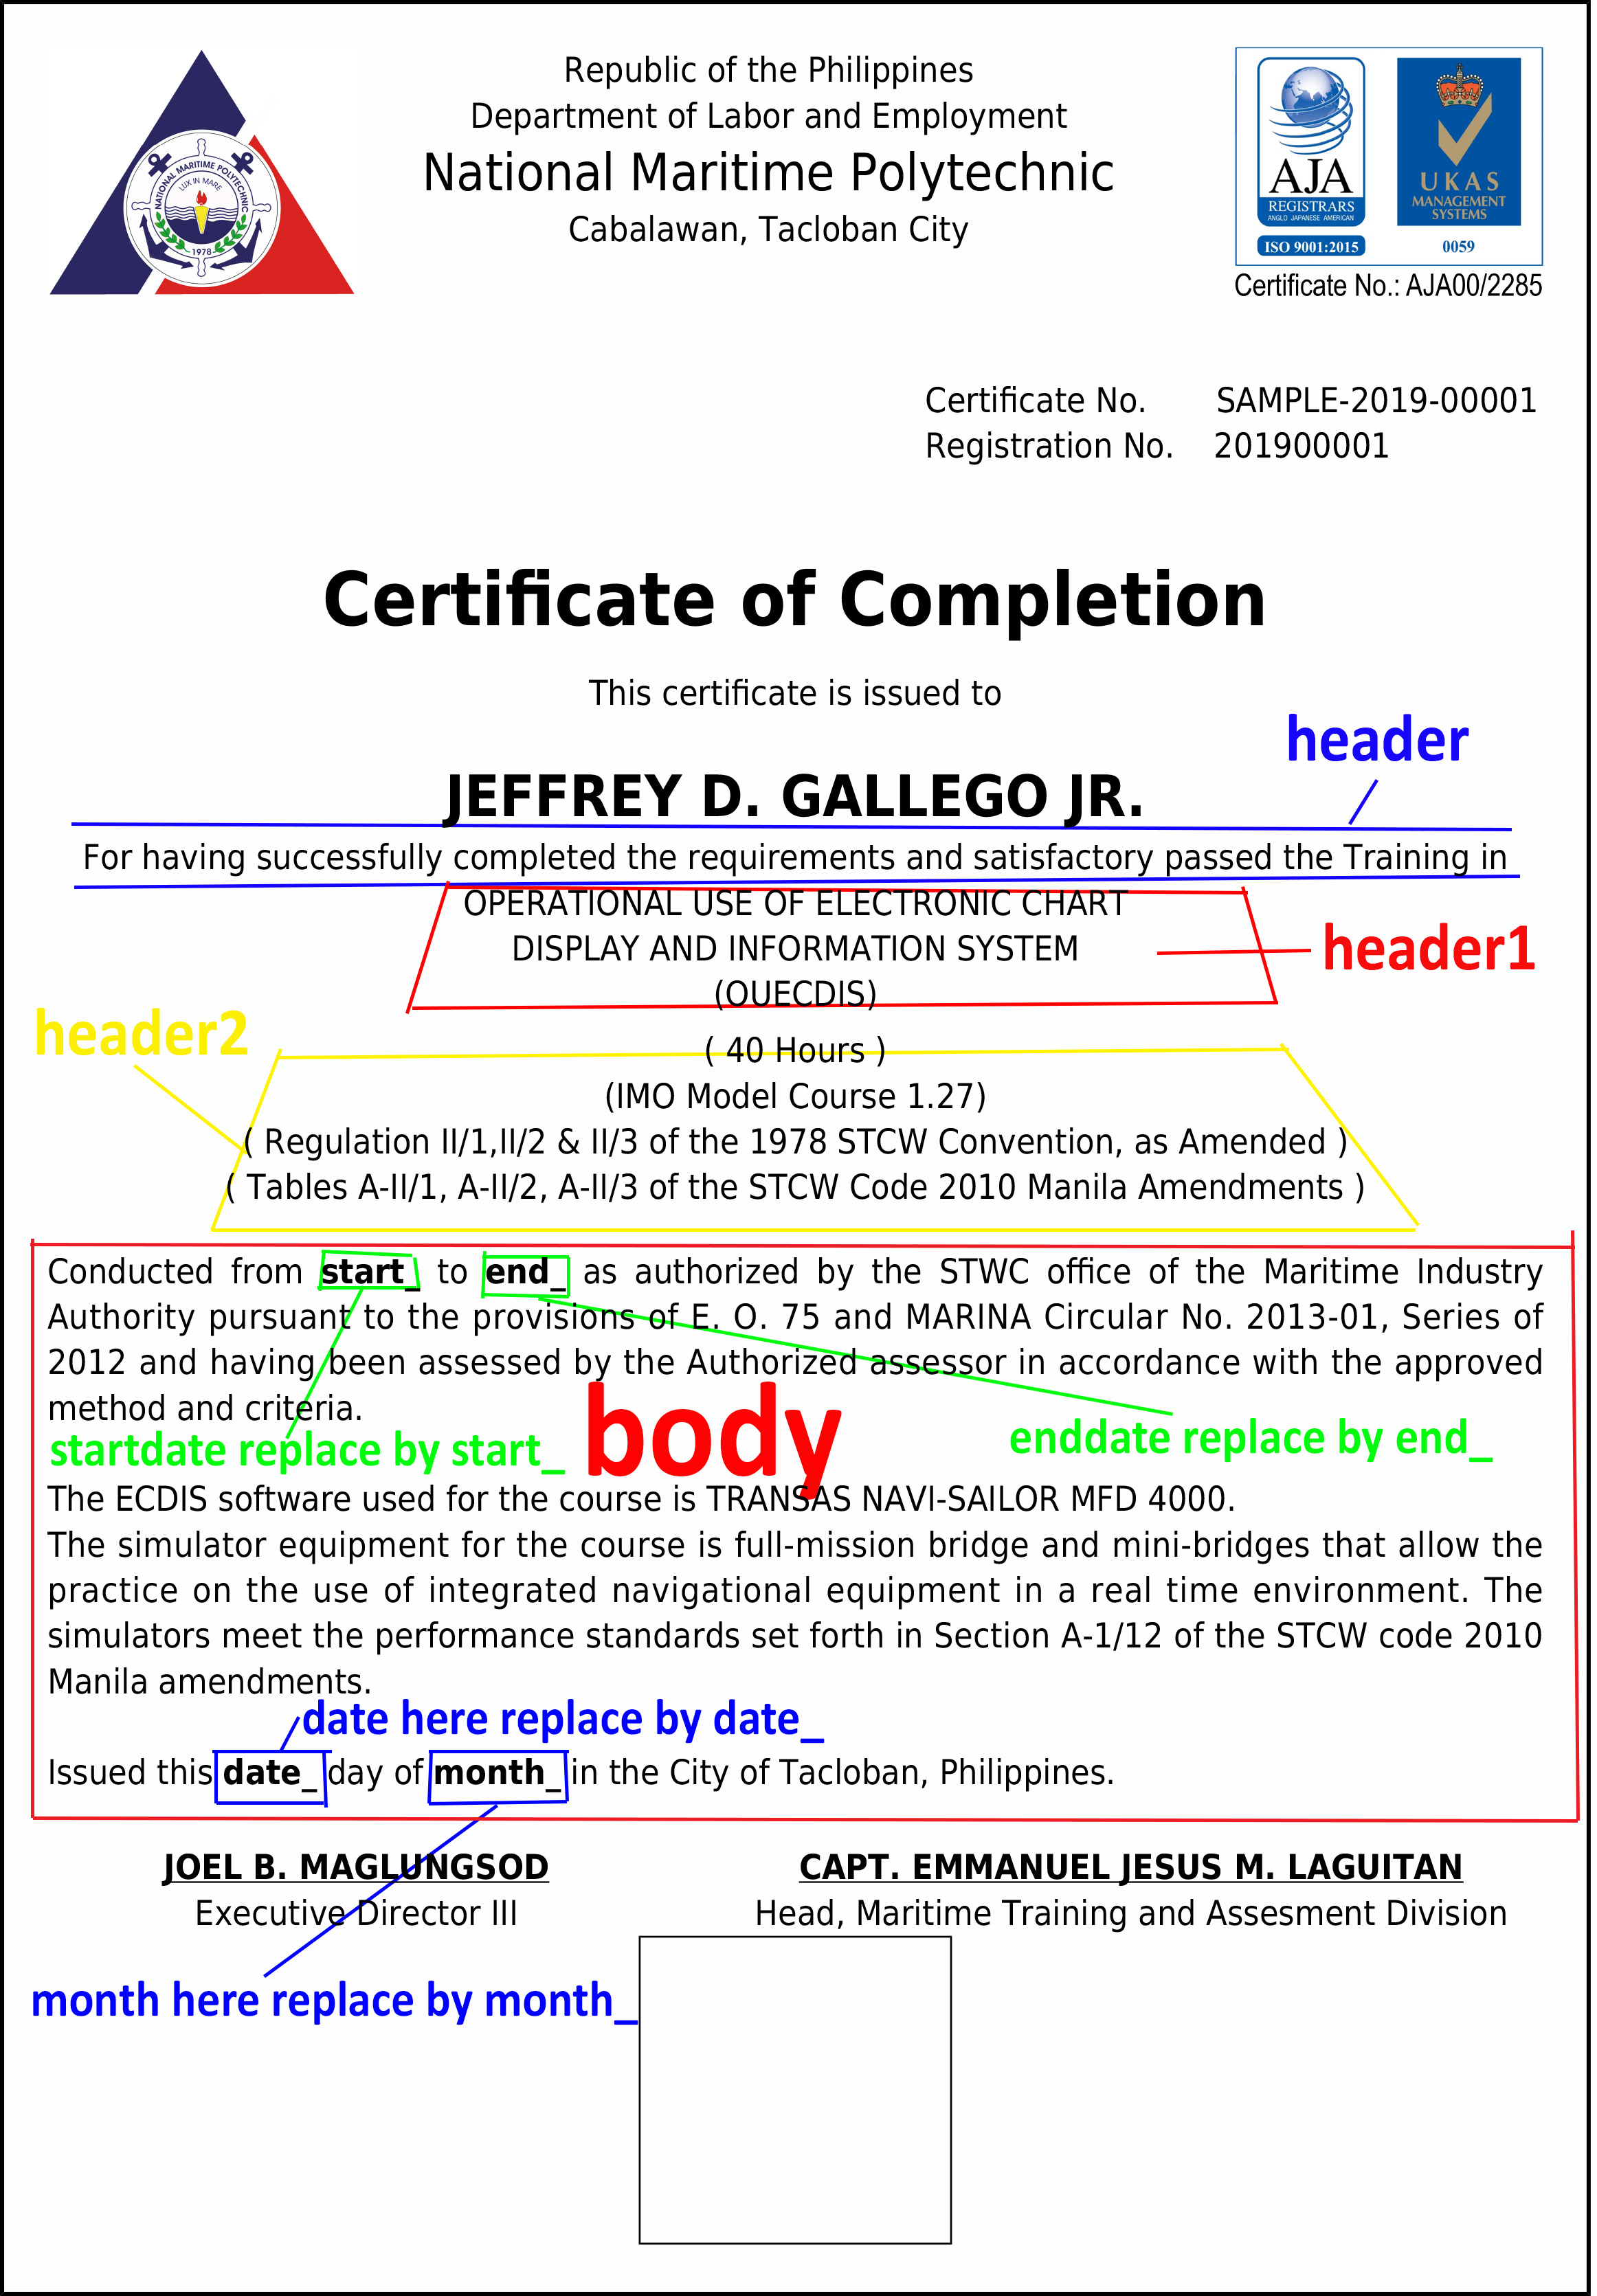 Republic of the Philippines
Department of Labor and Employment
National Maritime Polytechnic
Cabalawan, Tacloban City
NATIONAL MARITIME POLYTECHNIC
LUX IN MARE
1978
AJA
REGISTRARS
ANGLO JAPANESE AMERICAN
ISO 9001:2015
UKAS
MANAGEMENT
SYSTEMS
0059
Certificate No.: AJA00/2285
Certificate No. SAMPLE-2019-00001
Registration No. 201900001
Certificate of Completion
This certificate is issued to
header
JEFFREY D. GALLEGO JR.
For having successfully completed the requirements and satisfactory passed the Training in
OPERATIONAL USE OF ELECTRONIC CHART
DISPLAY AND INFORMATION SYSTEM
header1
(OUECDIS)
header2
( 40 Hours )
(IMO Model Course 1.27)
( Regulation II/1,II/2 & II/3 of the 1978 STCW Convention, as Amended )
( Tables A-II/1, A-II/2, A-II/3 of the STCW Code 2010 Manila Amendments )
Conducted from start_ to end_ as authorized by the STWC office of the Maritime Industry
Authority pursuant to the provisions of E. O. 75 and MARINA Circular No. 2013-01, Series of
2012 and having been assessed by the Authorized assessor in accordance with the approved
method and criteria.
startdate replace by start_
body
enddate replace by end_
The ECDIS software used for the course is TRANSAS NAVI-SAILOR MFD 4000.
The simulator equipment for the course is full-mission bridge and mini-bridges that allow the
practice on the use of integrated navigational equipment in a real time environment. The
simulators meet the performance standards set forth in Section A-1/12 of the STCW code 2010
Manila amendments.
date here replace by date_
Issued this date_ day of month_ in the City of Tacloban, Philippines.
JOEL B. MAGLUNGSOD
Executive Director III
CAPT. EMMANUEL JESUS M. LAGUITAN
Head, Maritime Training and Assesment Division
month here replace by month_